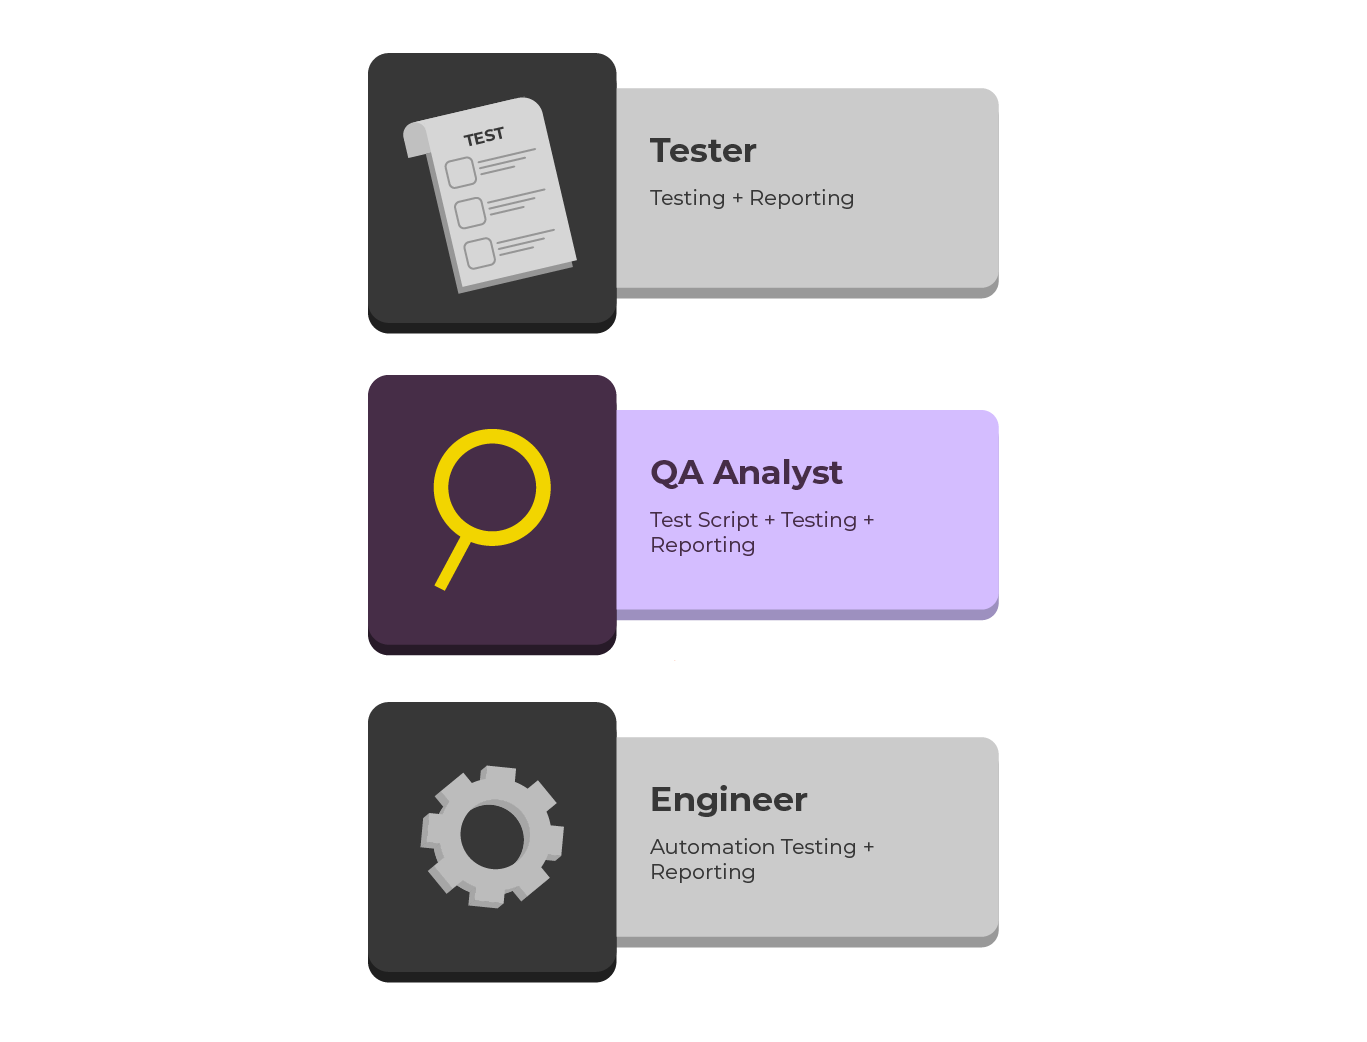 TEST
Tester
Testing + Reporting
QA Analyst
Test Script + Testing +
Reporting
Engineer
Automation Testing +
Reporting